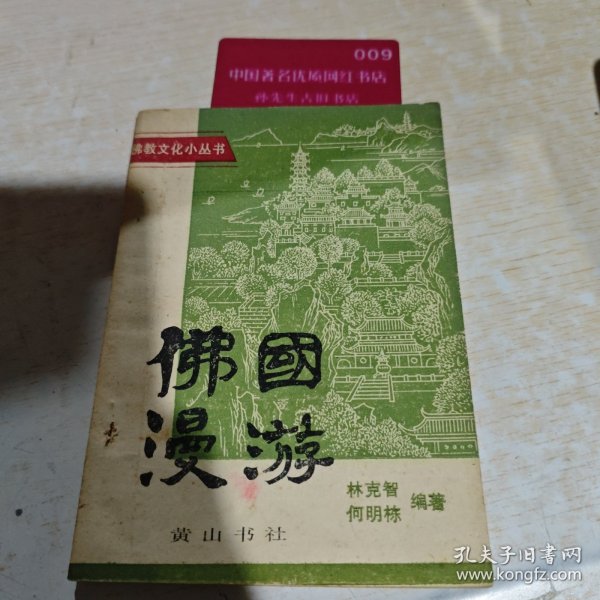 009
中国著名优质网红书店
孙先生古旧书店
佛教文化小丛书
佛國
漫游
林克智
何明栋
编著
黄山书社
孔夫子旧书网
www.kongfz.com